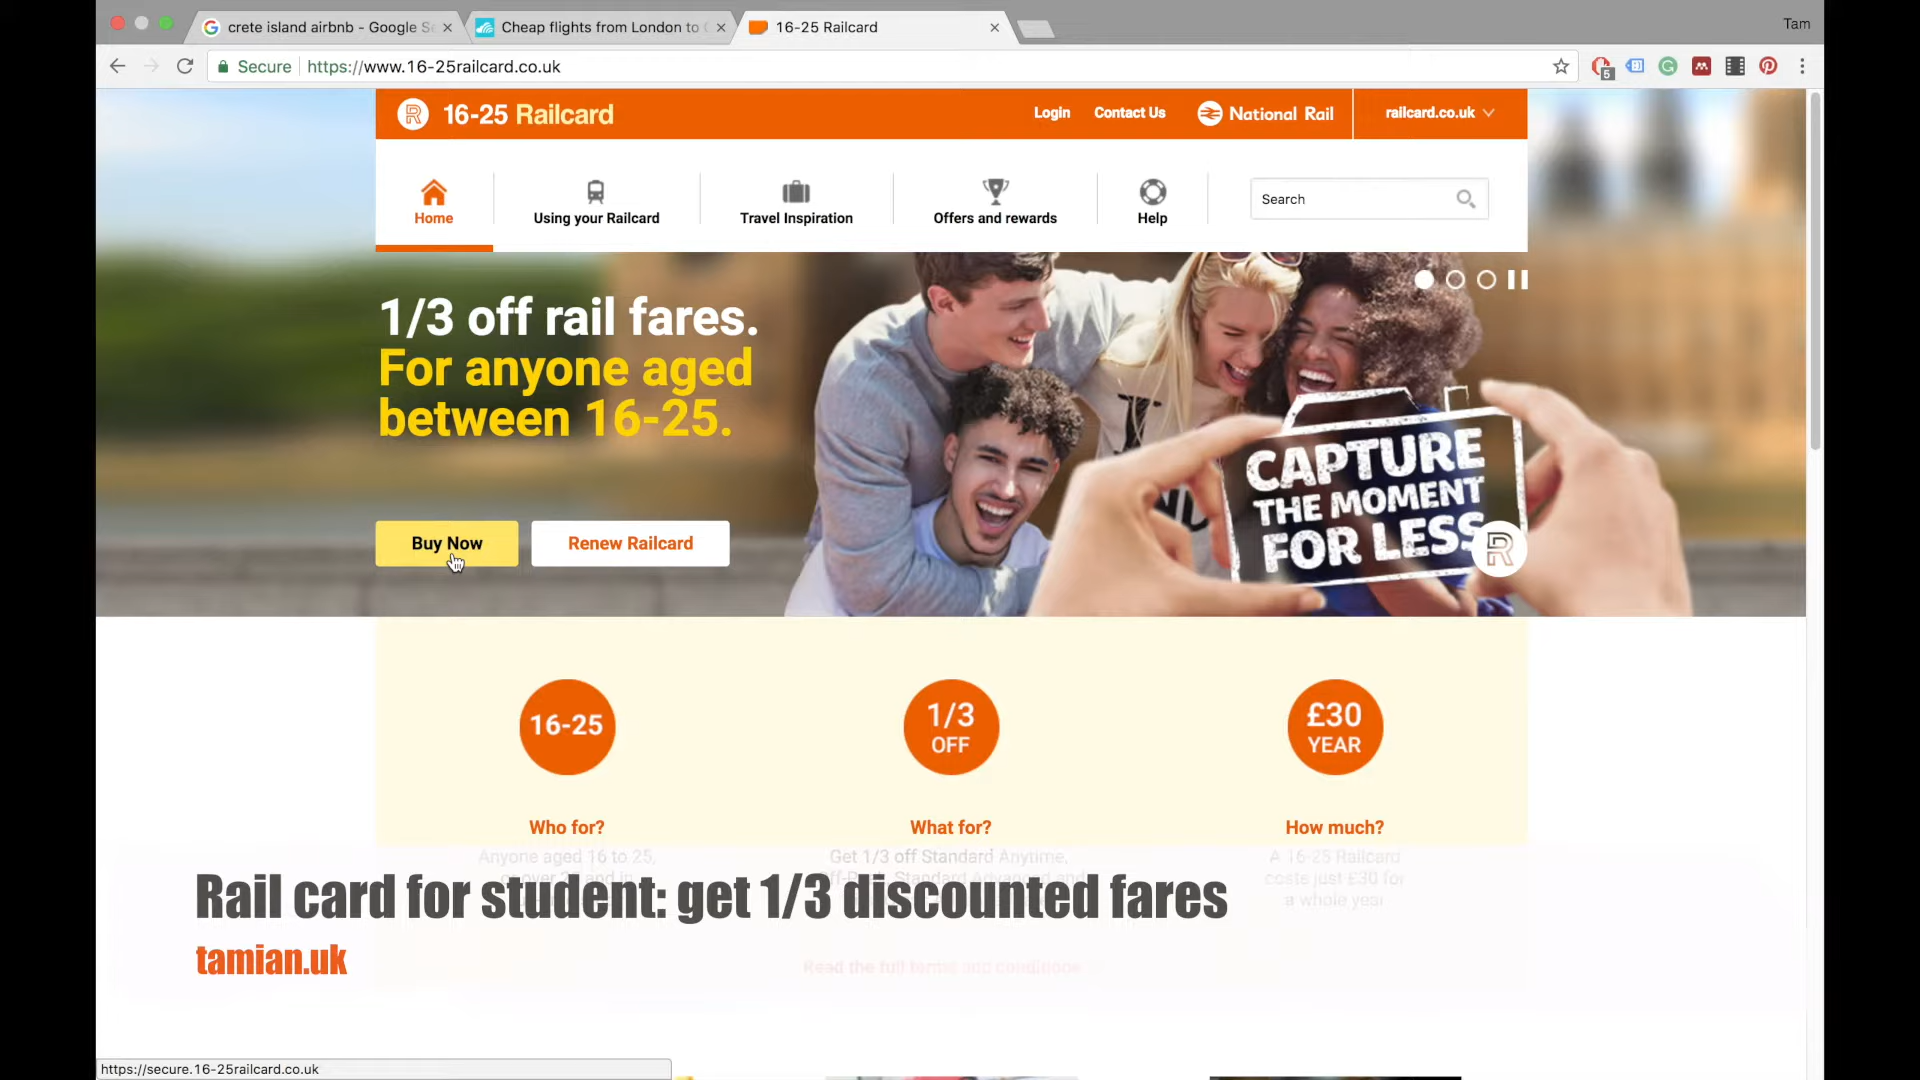 crete island airbnb - Google Se
Cheap flights from London to
16-25 Railcard
Tam
Secure
https://www.16-25railcard.co.uk
5
16-25 Railcard
Login
Contact Us
National Rail
railcard.co.uk
Home
Using your Railcard
Travel Inspiration
Offers and rewards
Help
Search
1/3 off rail fares.
For anyone aged
between 16-25.
CAPTURE
THE MOMENT
FOR LESS
Buy Now
Renew Railcard
16-25
1/3
OFF
£30
YEAR
Who for?
What for?
How much?
Anyone aged 16 to 25,
Get 1/3 off Standard Anytime,
A 16-25 Railcard
costs just £30 for
a whole year
Rail card for student: get 1/3 discounted fares
tamian.uk
Read the full terms and conditions
https://secure.16-25railcard.co.uk